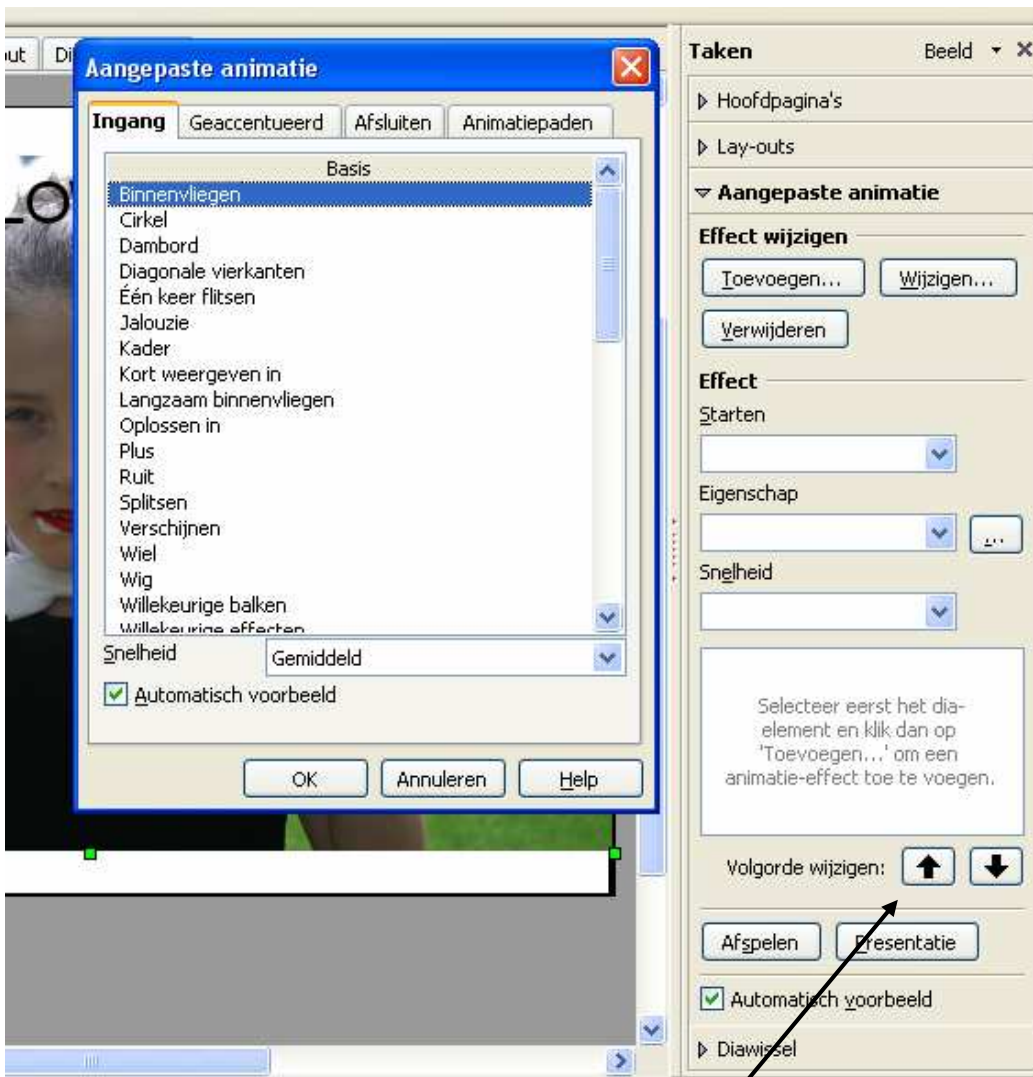 out
Di
LO
Aangepaste animatie
Ingang
Geaccentueerd
Afsluiten
Animatiepaden
Basis
Binnenvliegen
Cirkel
Dambord
Diagonale vierkanten
Één keer flitsen
Jalouzie
Kader
Kort weergeven in
Langzaam binnenvliegen
Oplossen in
Plus
Ruit
Splitsen
Verschijnen
Wiel
Wig
Willekeurige balken
Willekeurige effecten
Snelheid
Gemiddeld
Automatisch voorbeeld
OK
Annuleren
Help
Taken
Beeld
Hoofdpagina's
Lay-outs
Aangepaste animatie
Effect wijzigen
Toevoegen...
Wijzigen...
Verwijderen
Effect
Starten
Eigenschap
...
Snelheid
Selecteer eerst het dia-
element en klik dan op
'Toevoegen...' om een
animatie-effect toe te voegen.
Volgorde wijzigen:
Afspelen
Presentatie
Automatisch voorbeeld
Diawissel